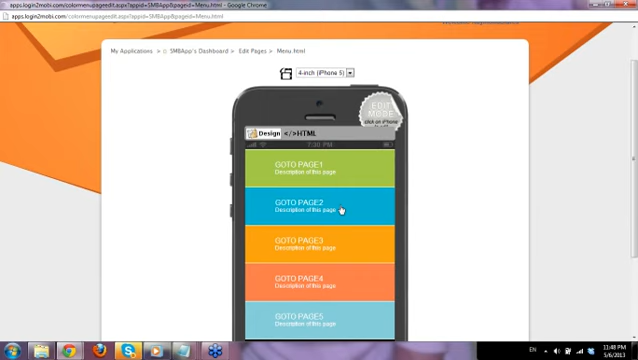 apps.login2mobi.com/colormenupageedit.aspx?appid=SMBApp&pageid=Menu.html - Google Chrome
apps.login2mobi.com/colormenupageedit.aspx?appid=SMBApp&pageid=Menu.html
My Applications > SMBApp's Dashboard > Edit Pages > Menu.html
4-inch (iPhone 5)
EDIT
MODE
click on iPhone
Design </>HTML
7:30 PM
GOTO PAGE1
Description of this page
GOTO PAGE2
Description of this page
GOTO PAGE3
Description of this page
GOTO PAGE4
Description of this page
GOTO PAGE5
Description of this page
EN
11:48 PM
5/6/2013